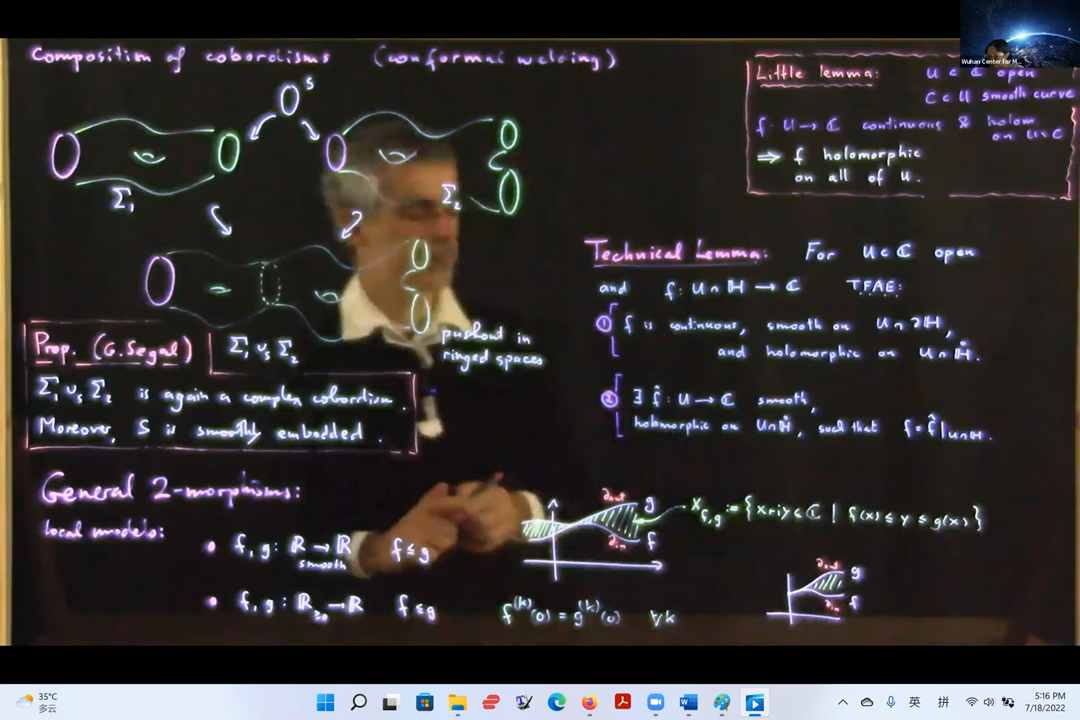 Composition of cobordisms (conformal welding)
S
Σ₁
Σ₂
pushout in
ringed spaces
Σ₁ ∪ₛ Σ₂
Prop. (G. Segal)
Σ₁ ∪ₛ Σ₂ is again a complex cobordism.
Moreover, S is smoothly embedded.
General 2-morphisms:
local models:
• f, g : ℝ → ℝ f ≤ g
smooth
• f, g : ℝ≥0 → ℝ f ≤ g
f⁽ᵏ⁾(0) = g⁽ᵏ⁾(0) ∀k
∂out g
∂in f
X_{f,g} := {x+iy ∈ ℂ | f(x) ≤ y ≤ g(x)}
∂out g
∂in f
Little lemma: U ⊂ ℂ open
C ⊂ U smooth curve
f : U → ℂ continuous & holom.
on U\C
⇒ f holomorphic
on all of U.
Technical Lemma: For U ⊂ ℂ open
and f : U ∩ ℍ → ℂ TFAE:
① f is continuous, smooth on U ∩ ∂ℍ,
and holomorphic on U ∩ ℍ̊.
② ∃ f̂ : U → ℂ smooth,
holomorphic on U ∩ ℍ̊, such that f = f̂|_{U∩ℍ}.
Wuhan Center for M...
35°C
多云
英
拼
5:16 PM
7/18/2022